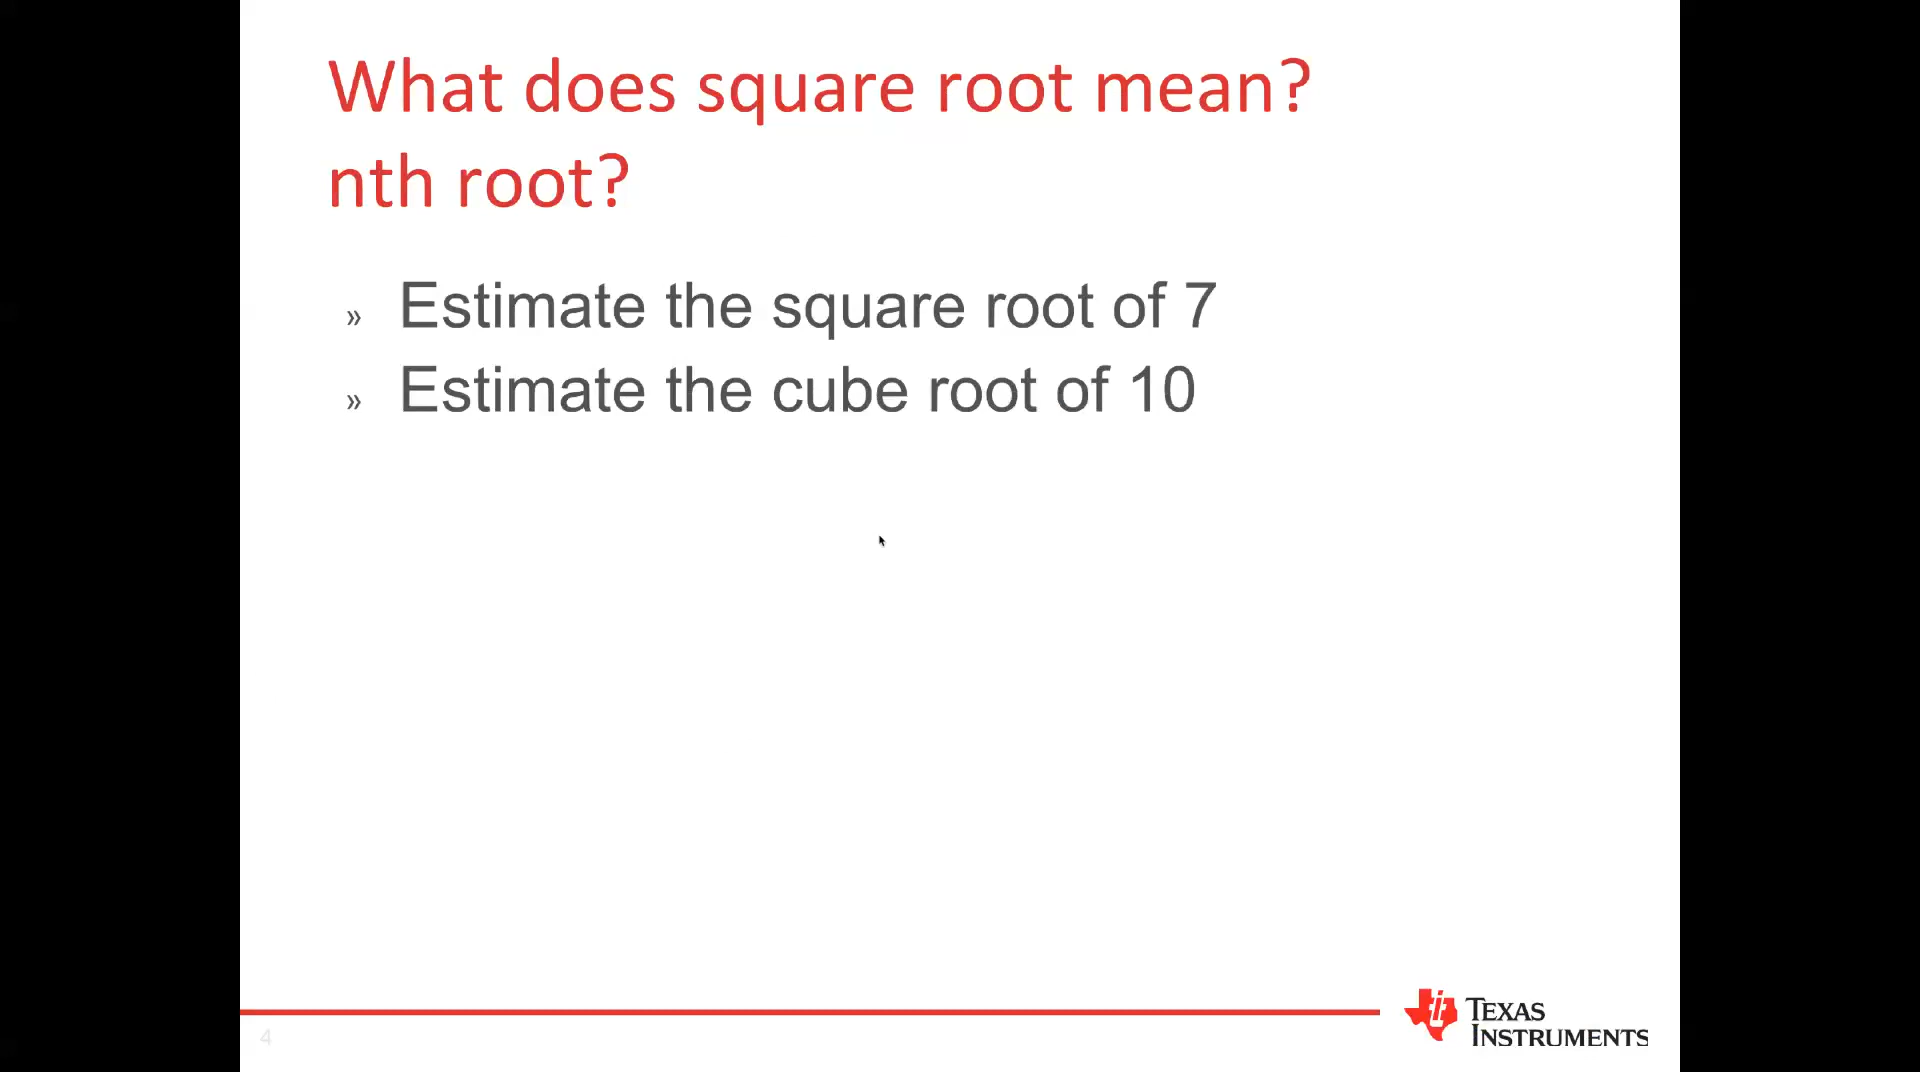 What does square root mean?
nth root?
» Estimate the square root of 7
» Estimate the cube root of 10
4
TEXAS
INSTRUMENTS